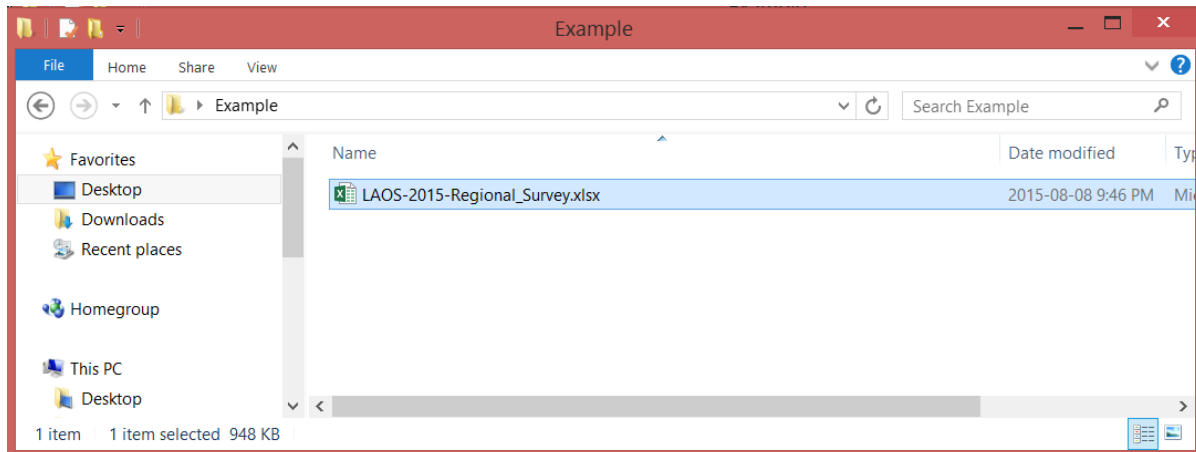 Example
File Home Share View
Example Search Example
Favorites
Desktop
Downloads
Recent places
Homegroup
This PC
Desktop
Name Date modified
LAOS-2015-Regional_Survey.xlsx 2015-08-08 9:46 PM
1 item 1 item selected 948 KB